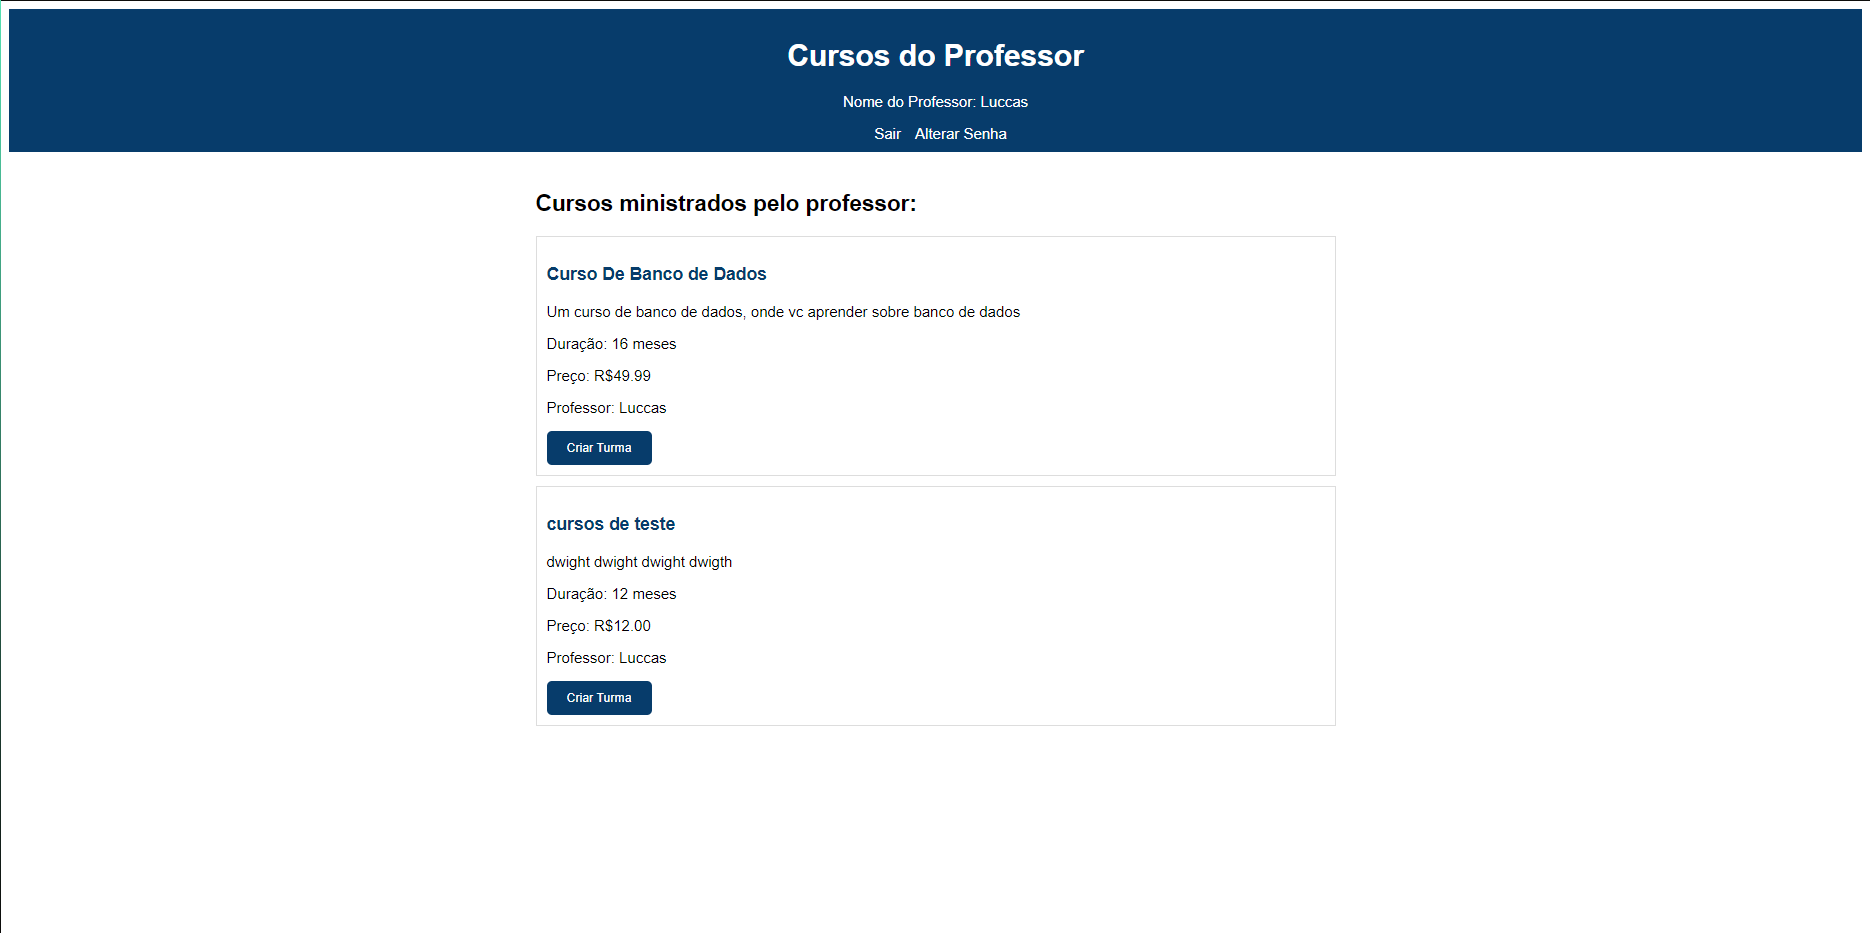 Cursos do Professor
Nome do Professor: Luccas
Sair Alterar Senha
Cursos ministrados pelo professor:
Curso De Banco de Dados
Um curso de banco de dados, onde vc aprender sobre banco de dados
Duração: 16 meses
Preço: R$49.99
Professor: Luccas
Criar Turma
cursos de teste
dwight dwight dwight dwigth
Duração: 12 meses
Preço: R$12.00
Professor: Luccas
Criar Turma